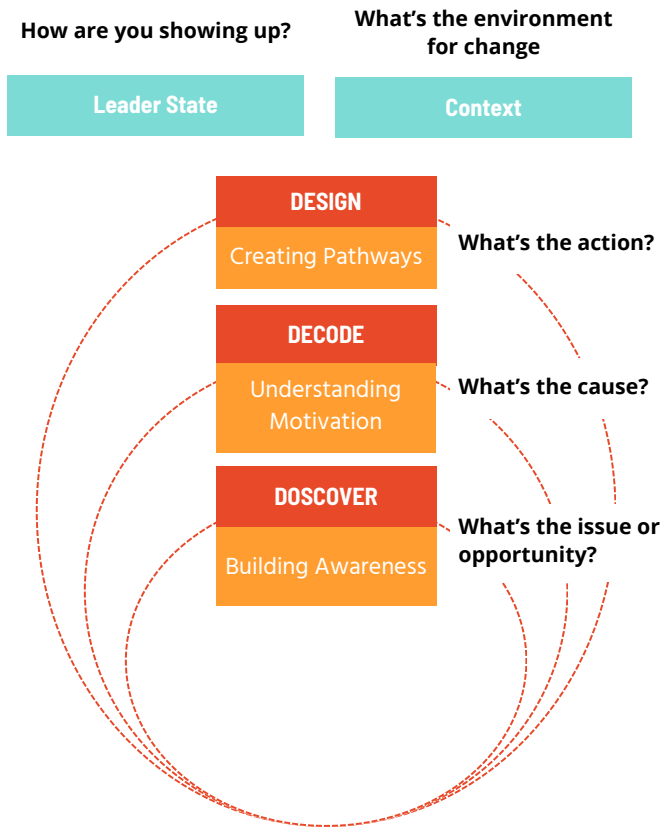 How are you showing up?
What's the environment
for change
Leader State
Context
DESIGN
Creating Pathways
What's the action?
DECODE
Understanding
Motivation
What's the cause?
DOSCOVER
Building Awareness
What's the issue or
opportunity?